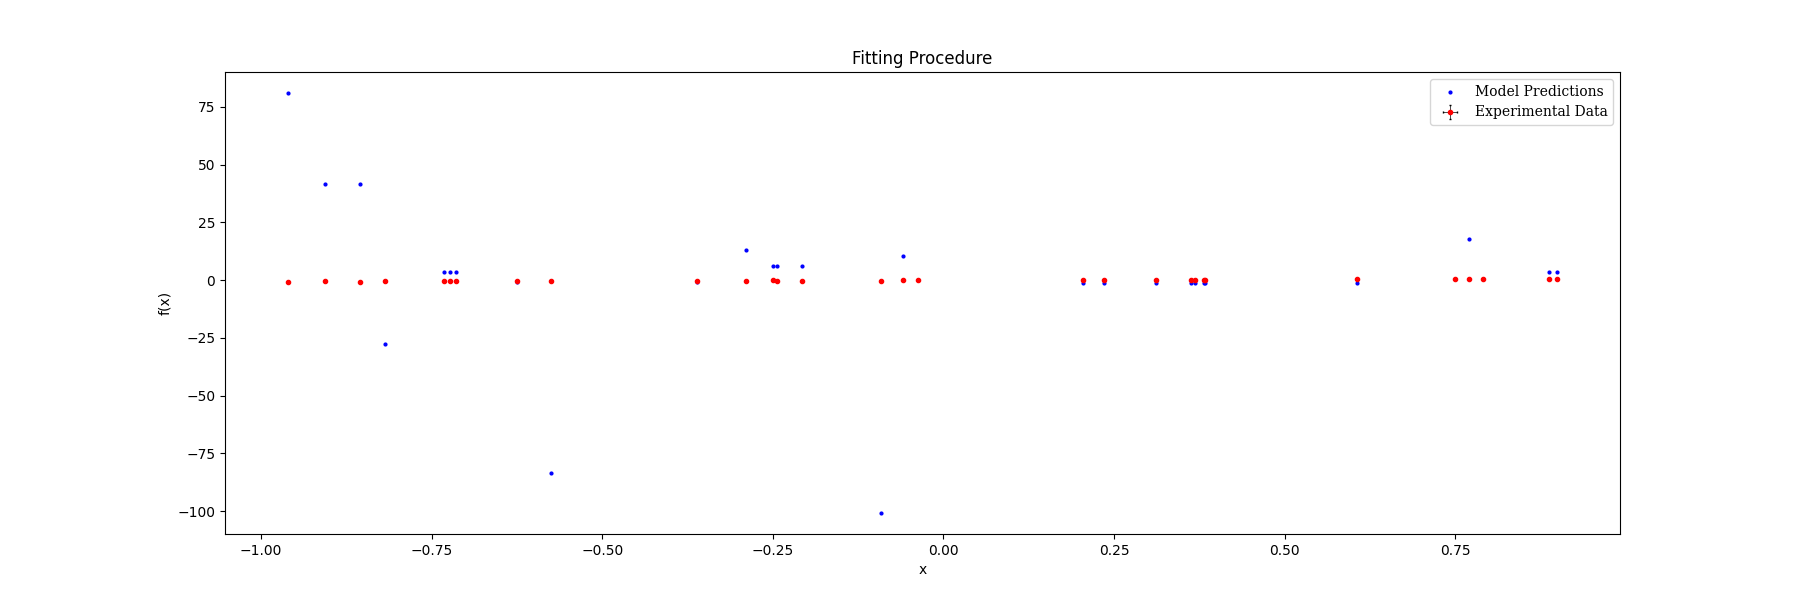 Fitting Procedure
Model Predictions
Experimental Data
f(x)
75
50
25
0
−25
−50
−75
−100
−1.00 −0.75 −0.50 −0.25 0.00 0.25 0.50 0.75
x